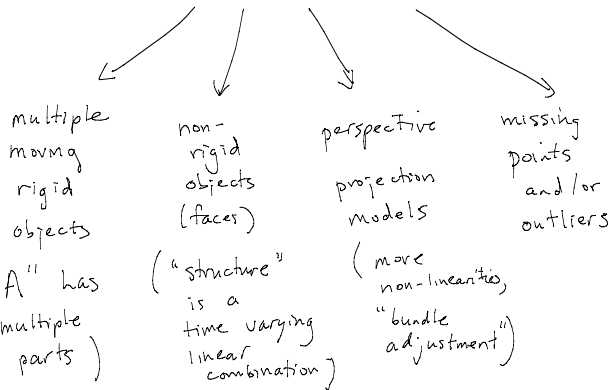 multiple
moving
rigid
objects
A" has
multiple
parts)
non-
rigid
objects
(faces)
("structure"
is a
time varying
linear
combination)
perspective
projection
models
(more
non-linearities,
"bundle
adjustment")
missing
points
and/or
outliers